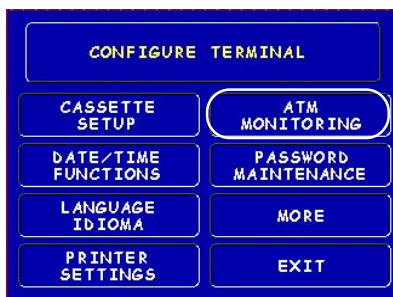 CONFIGURE TERMINAL
CASSETTE
SETUP
ATM
MONITORING
DATE/TIME
FUNCTIONS
PASSWORD
MAINTENANCE
LANGUAGE
IDIOMA
MORE
PRINTER
SETTINGS
EXIT